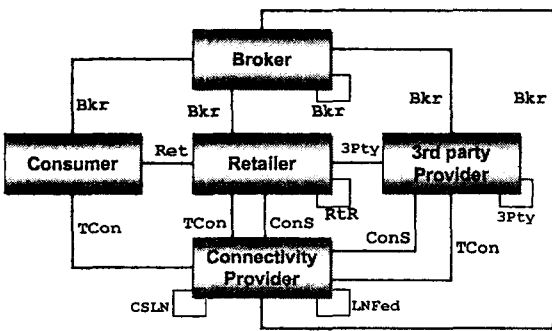 Broker
Bkr
Bkr
Bkr
Bkr
Bkr
Consumer
Ret
Retailer
3Pty
3rd party
Provider
RtR
3Pty
TCon
TCon
ConS
ConS
TCon
Connectivity
Provider
CSLN
LNFed